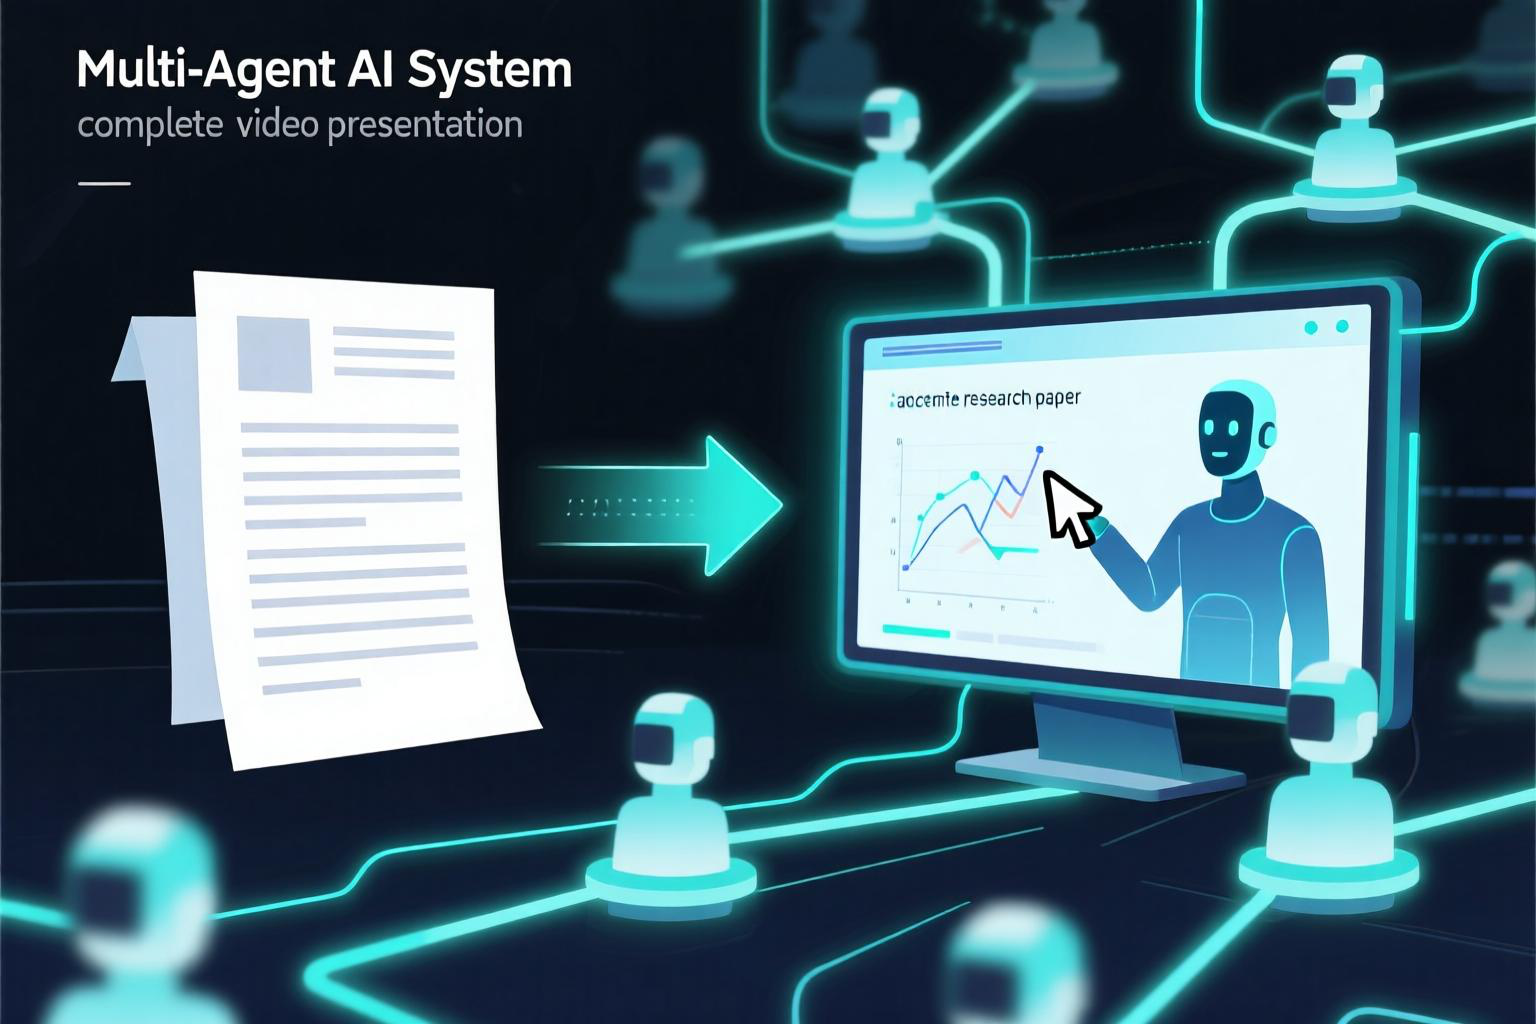 Multi-Agent AI System
complete video presentation
research paper